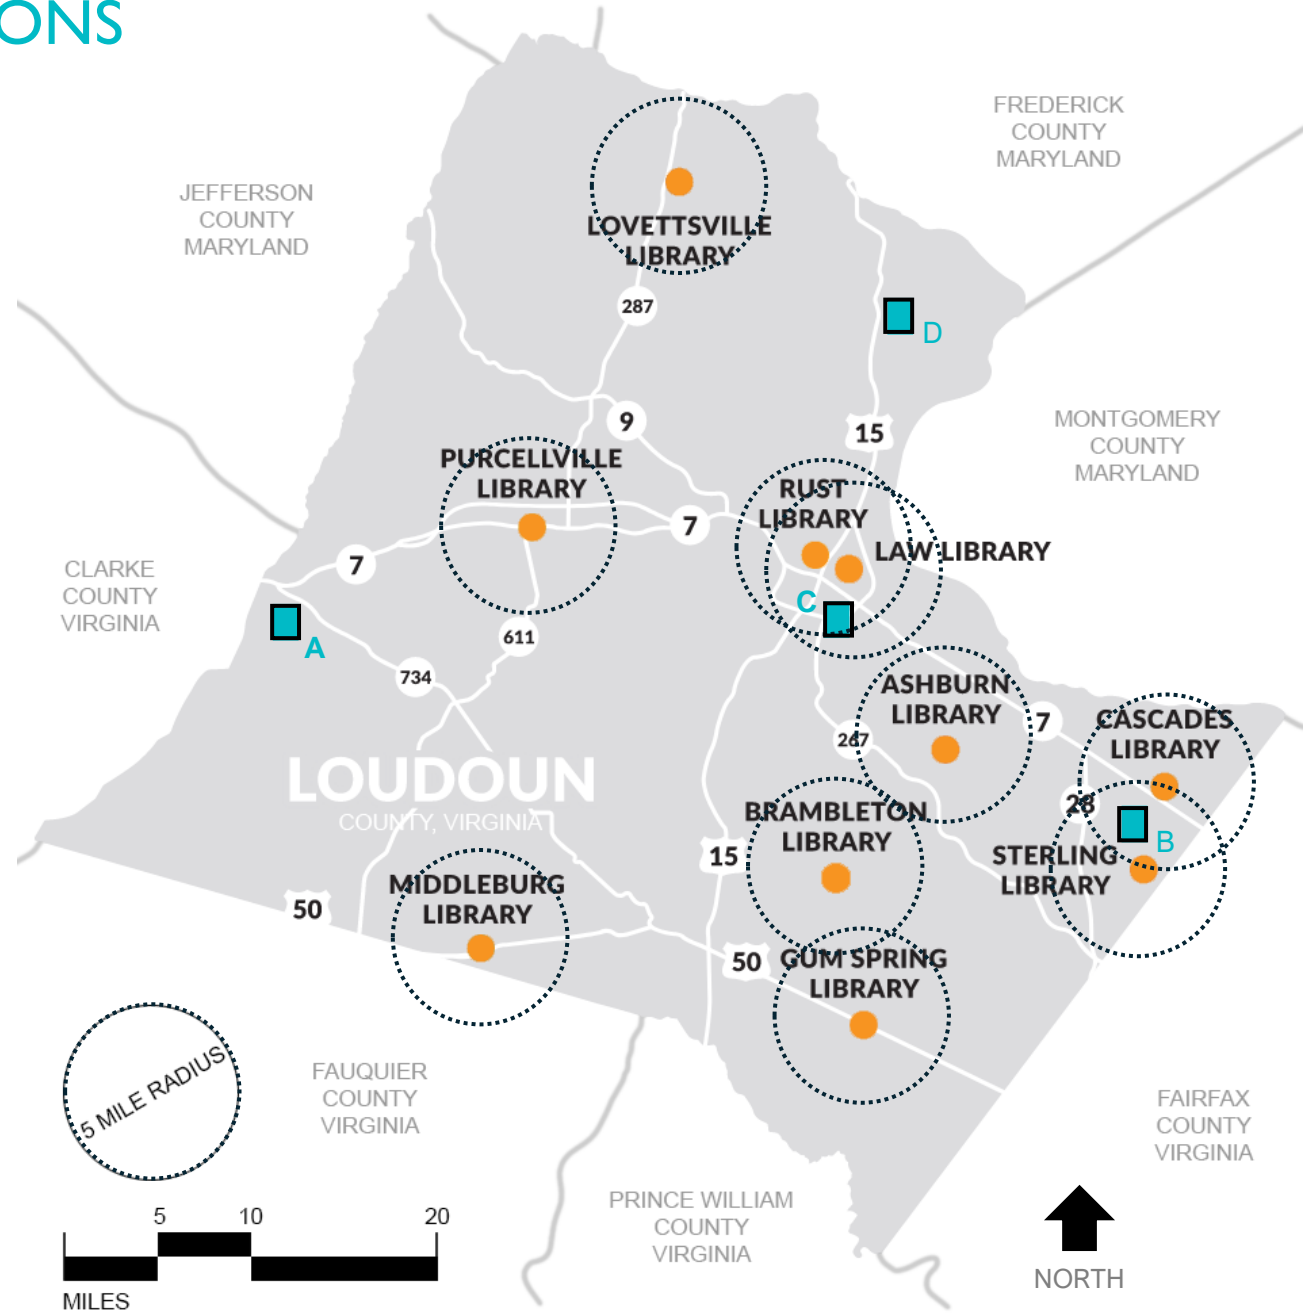 ONS
FREDERICK
COUNTY
MARYLAND
JEFFERSON
COUNTY
MARYLAND
LOVETTSVILLE
LIBRARY
287
D
9
15
MONTGOMERY
COUNTY
MARYLAND
PURCELLVILLE
LIBRARY
RUST
LIBRARY
7
LAW LIBRARY
7
CLARKE
COUNTY
VIRGINIA
C
A
611
734
ASHBURN
LIBRARY
7
CASCADES
LIBRARY
267
LOUDOUN
COUNTY, VIRGINIA
28
BRAMBLETON
LIBRARY
B
15
STERLING
LIBRARY
MIDDLEBURG
LIBRARY
50
50
GUM SPRING
LIBRARY
5 MILE RADIUS
FAUQUIER
COUNTY
VIRGINIA
FAIRFAX
COUNTY
VIRGINIA
PRINCE WILLIAM
COUNTY
VIRGINIA
5 10 20
MILES
NORTH